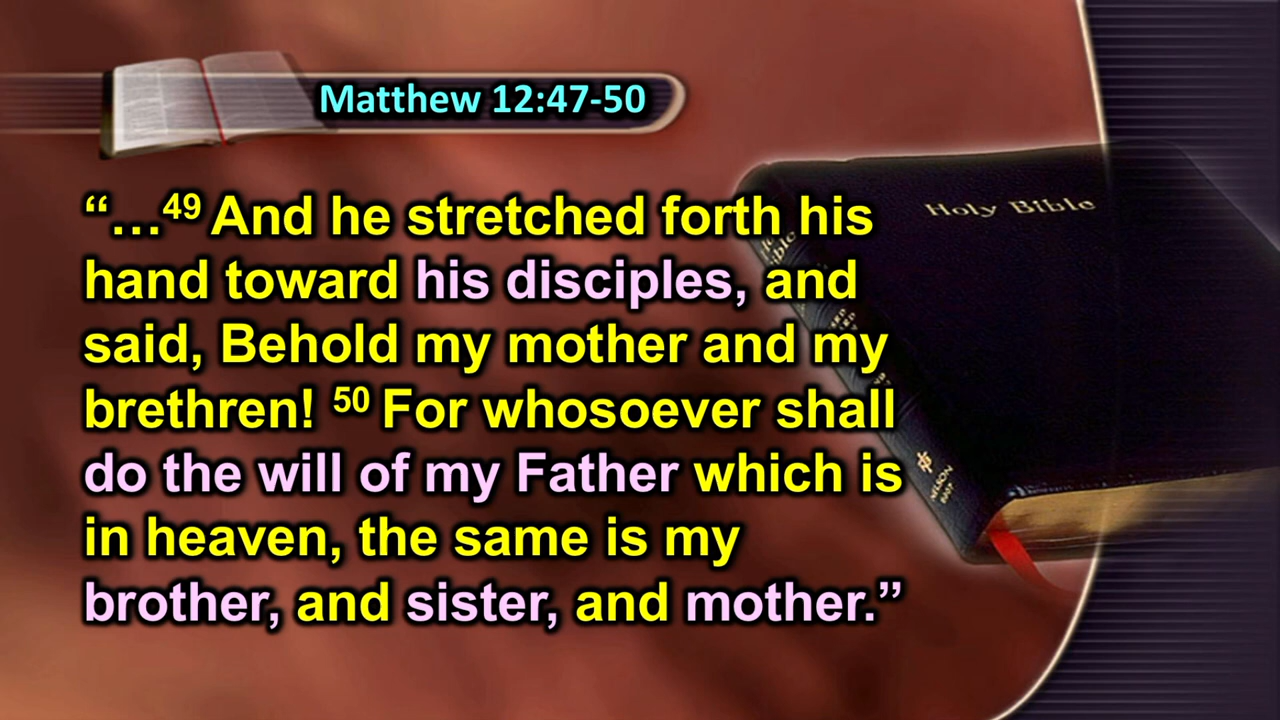 Matthew 12:47-50
“…49 And he stretched forth his
hand toward his disciples, and
said, Behold my mother and my
brethren! 50 For whosoever shall
do the will of my Father which is
in heaven, the same is my
brother, and sister, and mother.”
Holy Bible
NELSON